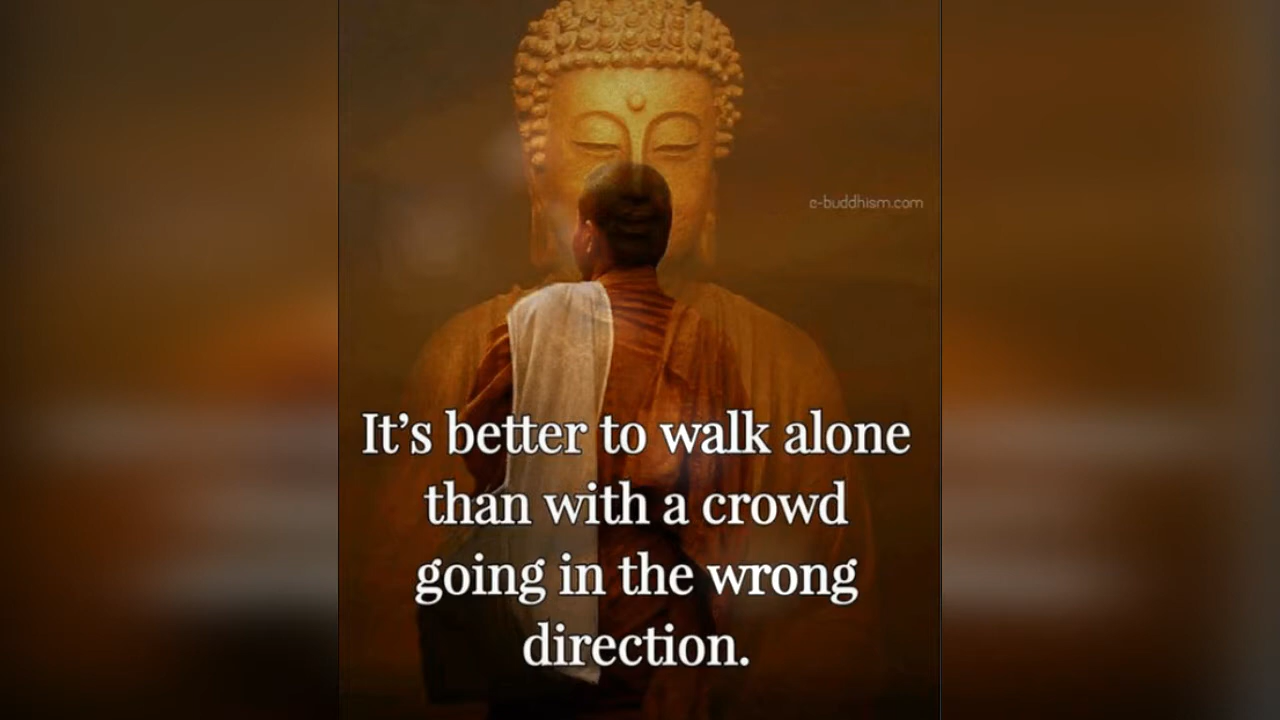 e-buddhism.com
It’s better to walk alone
than with a crowd
going in the wrong
direction.